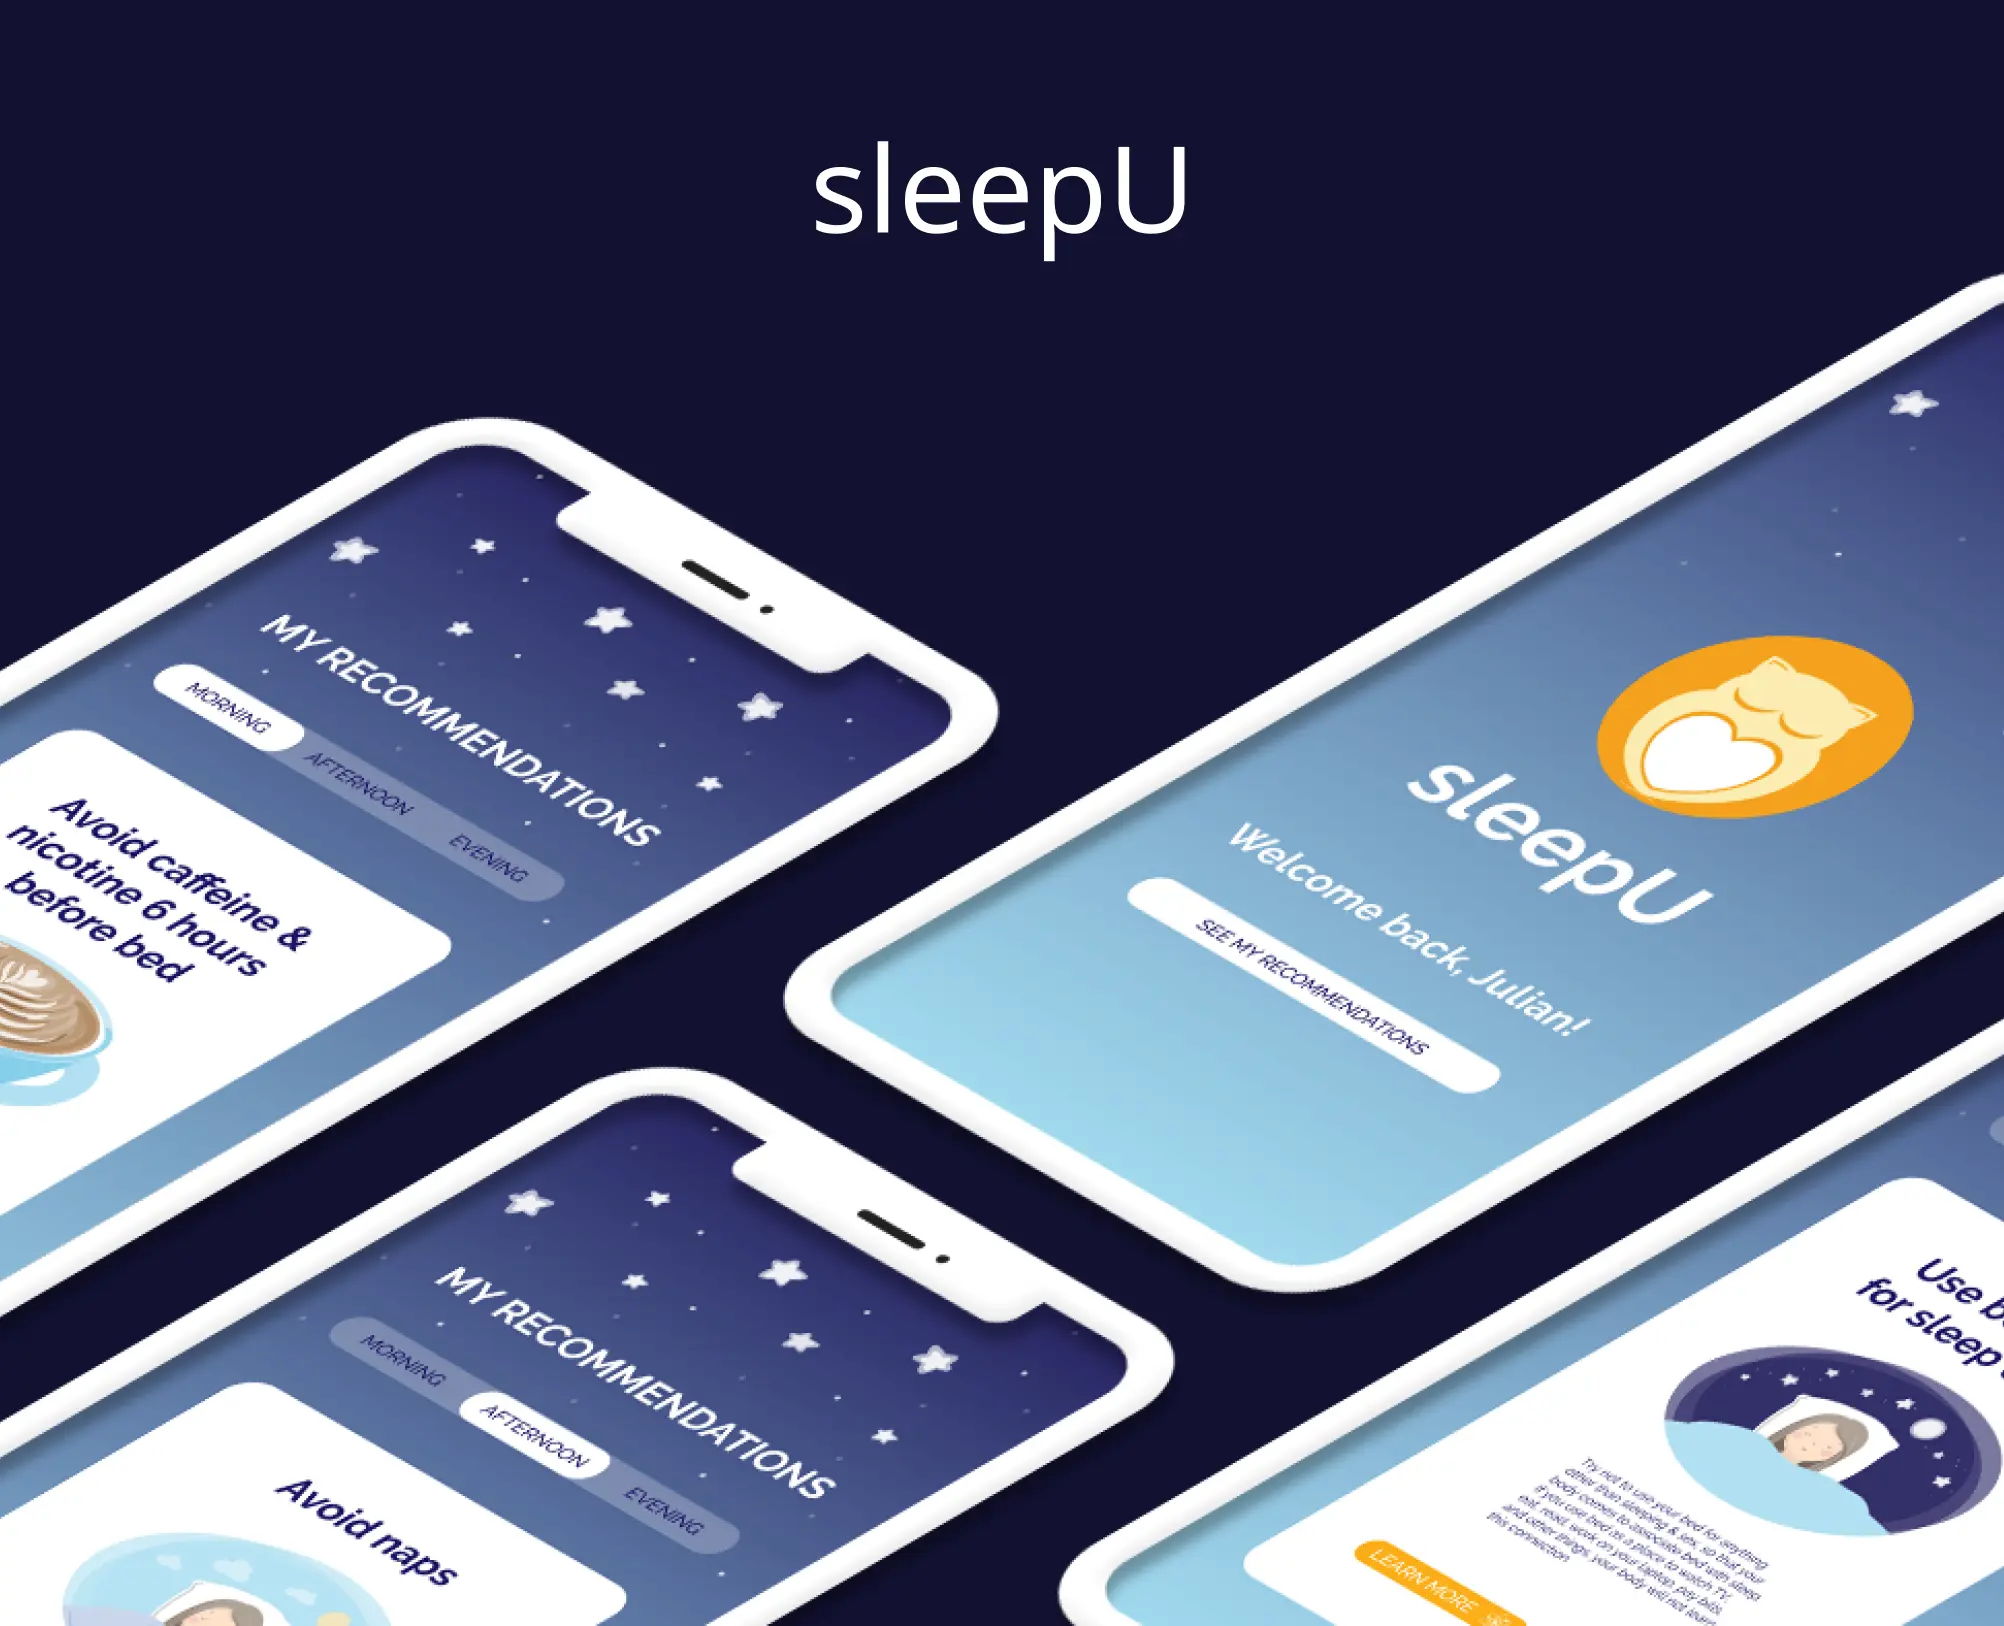 sleepU
MY RECOMMENDATIONS
MORNING
AFTERNOON
EVENING
Avoid caffeine &
nicotine 6 hours
before bed
sleepU
Welcome back, Julian!
SEE MY RECOMMENDATIONS
MY RECOMMENDATIONS
MORNING
AFTERNOON
EVENING
Avoid naps
Use
for sleep
Try not to use your bed for anything
other than sleeping & sex, so that your
body comes to associate bed with sleep.
If you use bed as a place to watch TV,
eat, read, work on your laptop, pay bills,
and other things, your body will not learn
this connection.
LEARN MORE